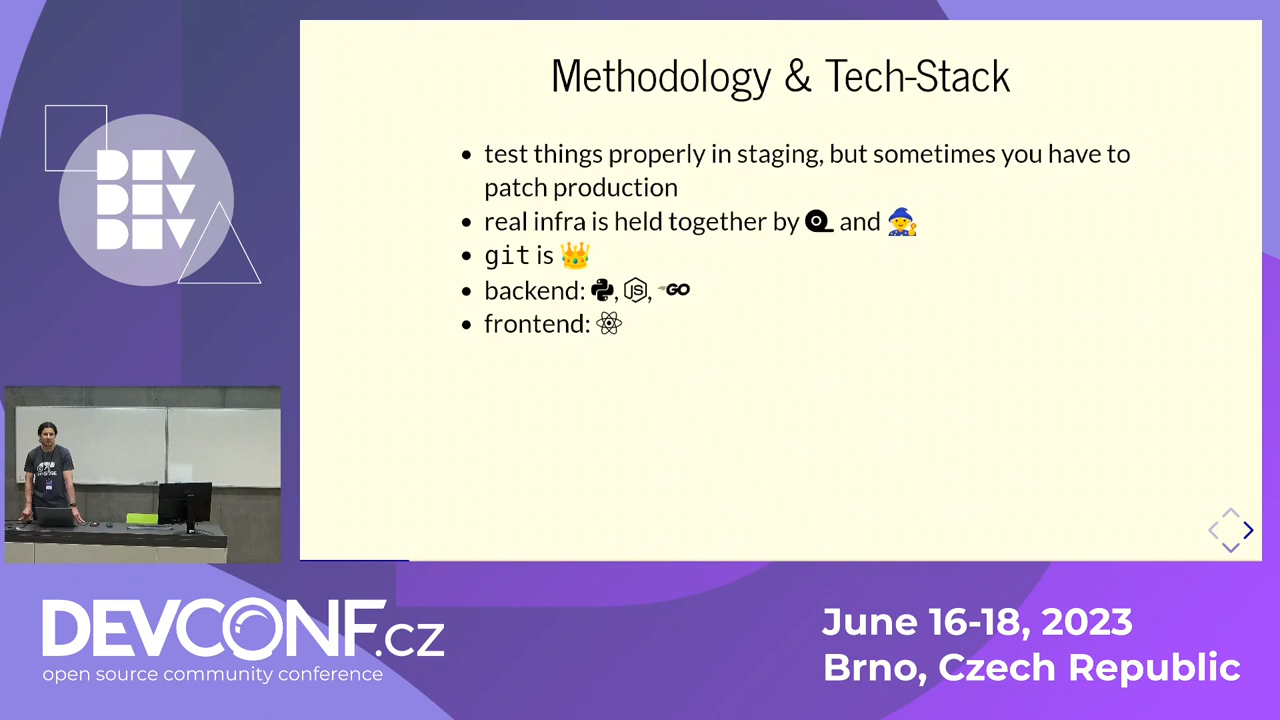 Methodology & Tech-Stack
test things properly in staging, but sometimes you have to
patch production
real infra is held together by and
git is
backend: , JS, GO
frontend:
DEV
DEV
DEV
DEVCONF.cz
open source community conference
June 16-18, 2023
Brno, Czech Republic